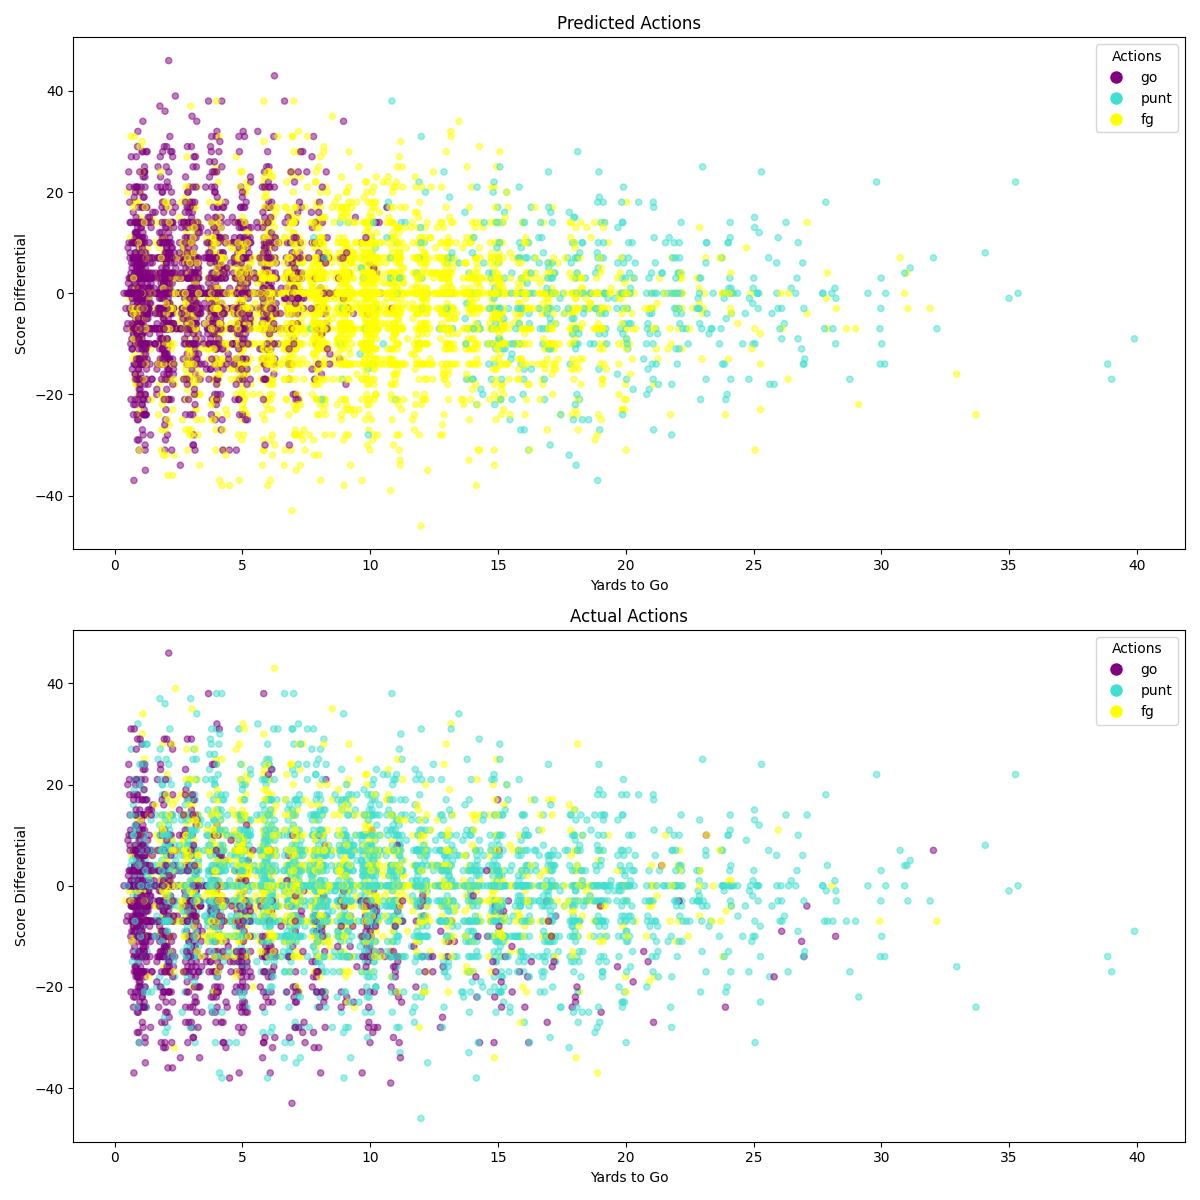 Predicted Actions
Score Differential
40
20
0
−20
−40
Actions
go
punt
fg
0 5 10 15 20 25 30 35 40
Yards to Go
Actual Actions
Score Differential
40
20
0
−20
−40
Actions
go
punt
fg
0 5 10 15 20 25 30 35 40
Yards to Go